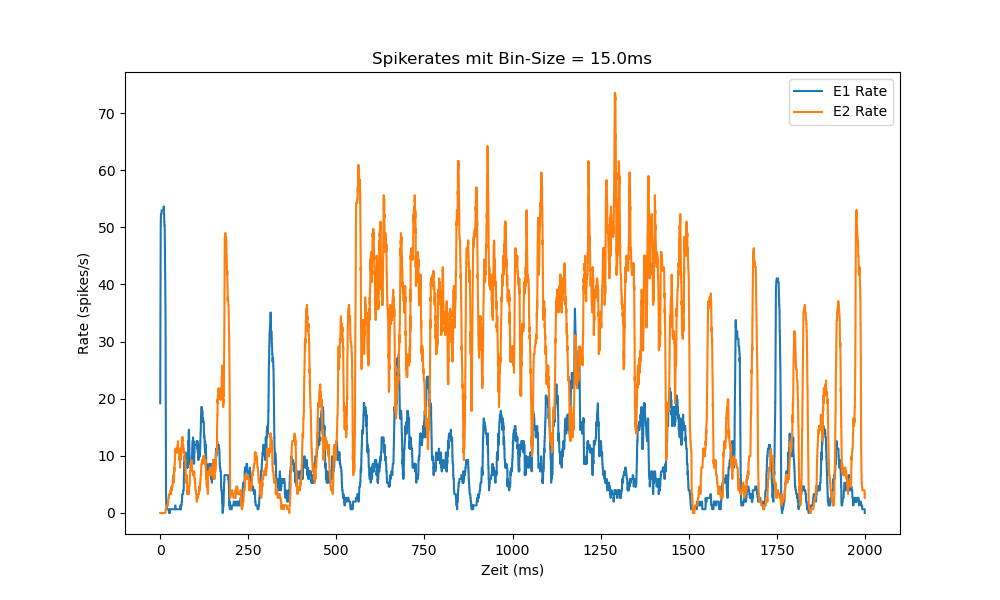 Spikerates mit Bin-Size = 15.0ms
E1 Rate
E2 Rate
Rate (spikes/s)
70
60
50
40
30
20
10
0
0 250 500 750 1000 1250 1500 1750 2000
Zeit (ms)